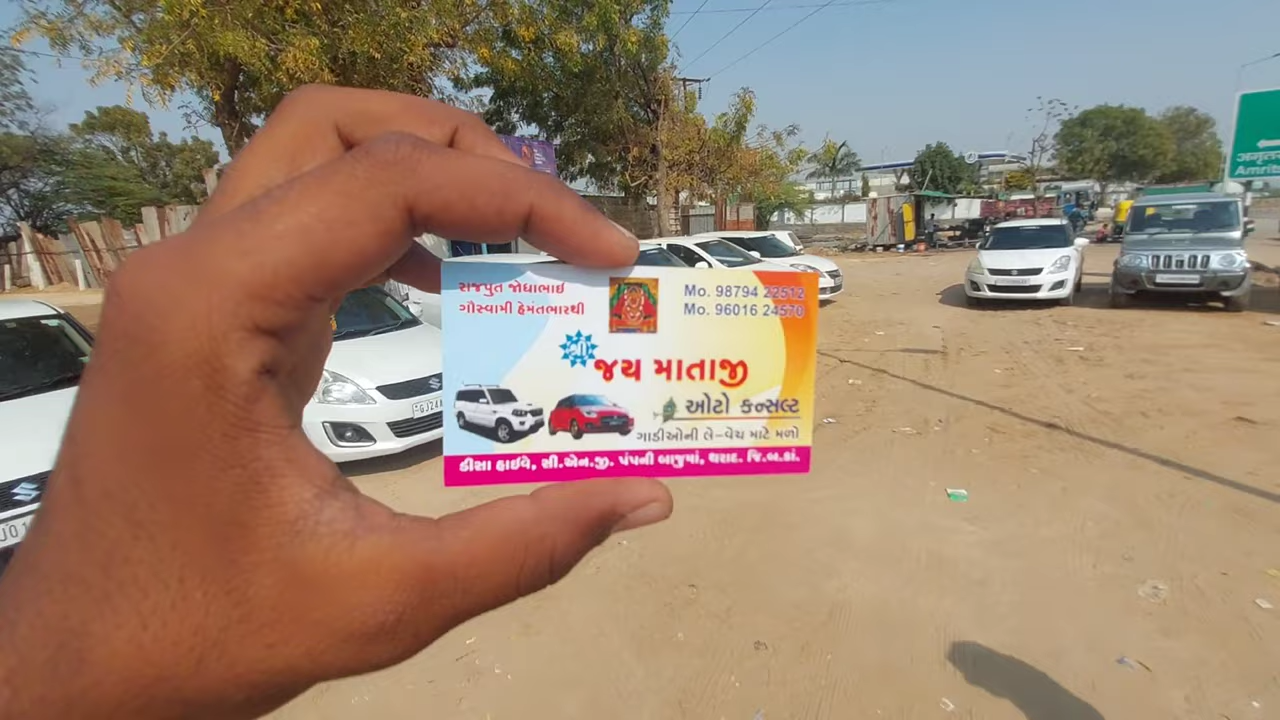 રાજપુત જોધાભાઈ
ગૌસ્વામી હેમંતભારથી
Mo. 98794 22512
Mo. 96016 24570
શ્રી
જય માતાજી
ઓટો કન્સલ્ટ
ગાડીઓની લે-વેચ માટે મળો
ડીસા હાઈવે, સી.એન.જી. પંપની બાજુમાં, થરાદ. જિ.બ.કાં.
GJ24